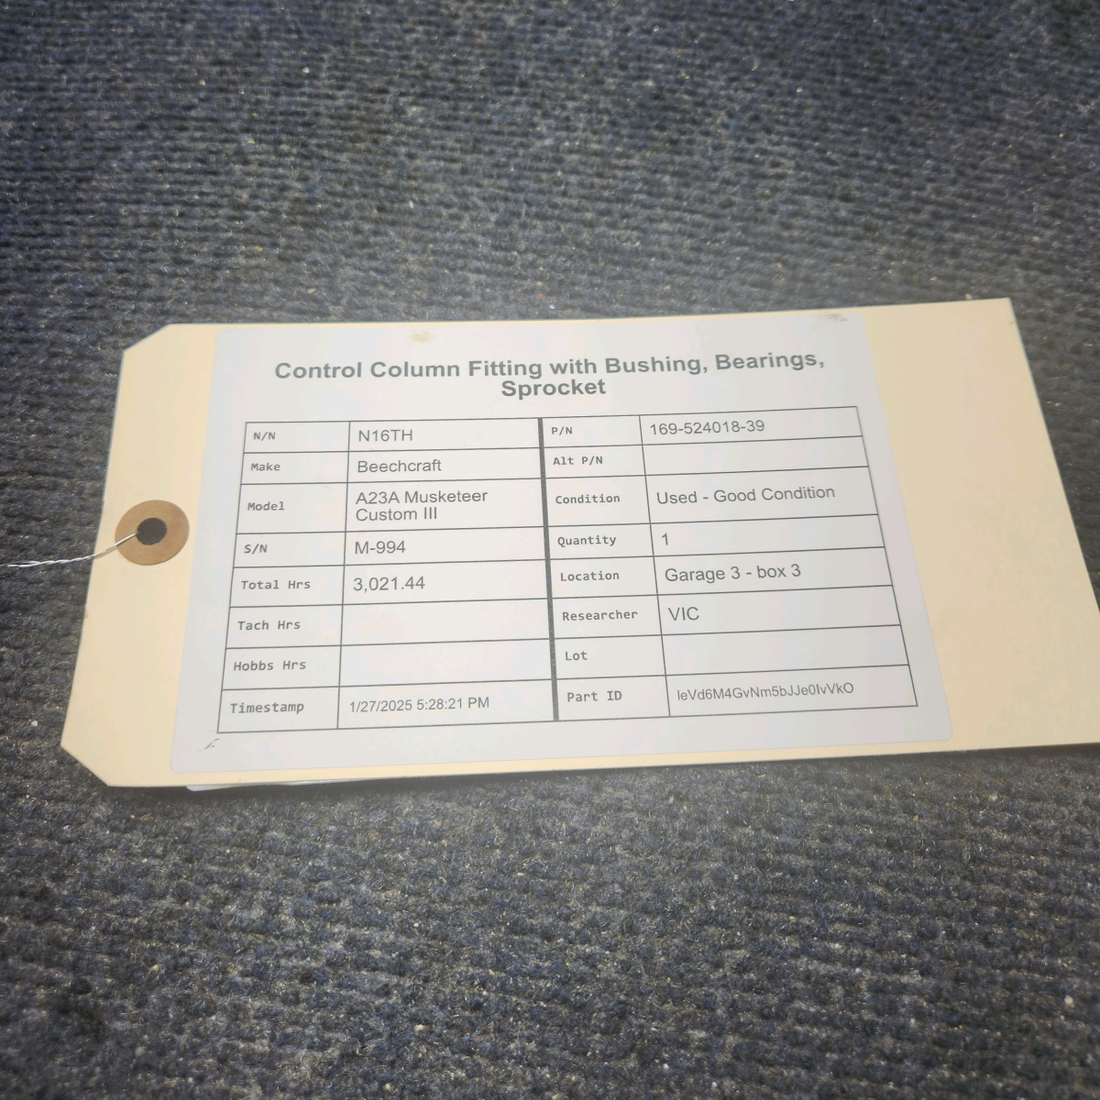 Control Column Fitting with Bushing, Bearings,
Sprocket
N/N N16TH P/N 169-524018-39
Make Beechcraft Alt P/N
Model A23A Musketeer
Custom III Condition Used - Good Condition
S/N M-994 Quantity 1
Total Hrs 3,021.44 Location Garage 3 - box 3
Tach Hrs Researcher VIC
Hobbs Hrs Lot
Timestamp 1/27/2025 5:28:21 PM Part ID